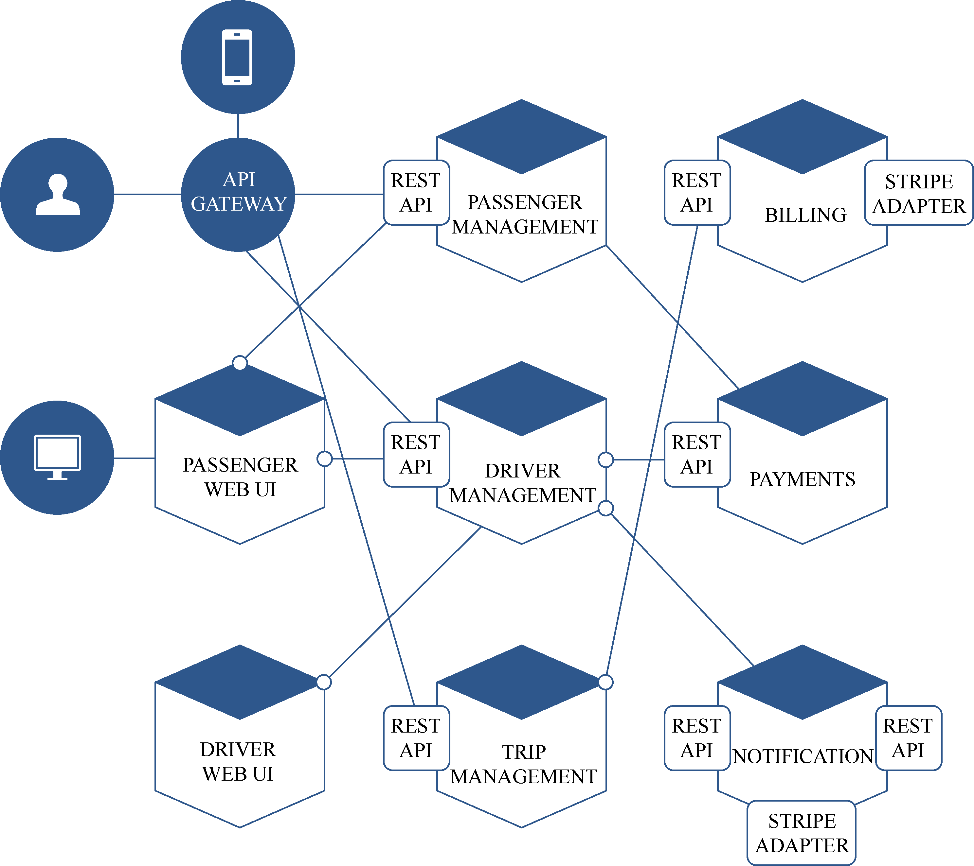 API
GATEWAY
REST
API
PASSENGER
MANAGEMENT
REST
API
BILLING
STRIPE
ADAPTER
PASSENGER
WEB UI
REST
API
DRIVER
MANAGEMENT
REST
API
PAYMENTS
DRIVER
WEB UI
REST
API
TRIP
MANAGEMENT
REST
API
NOTIFICATION
REST
API
STRIPE
ADAPTER